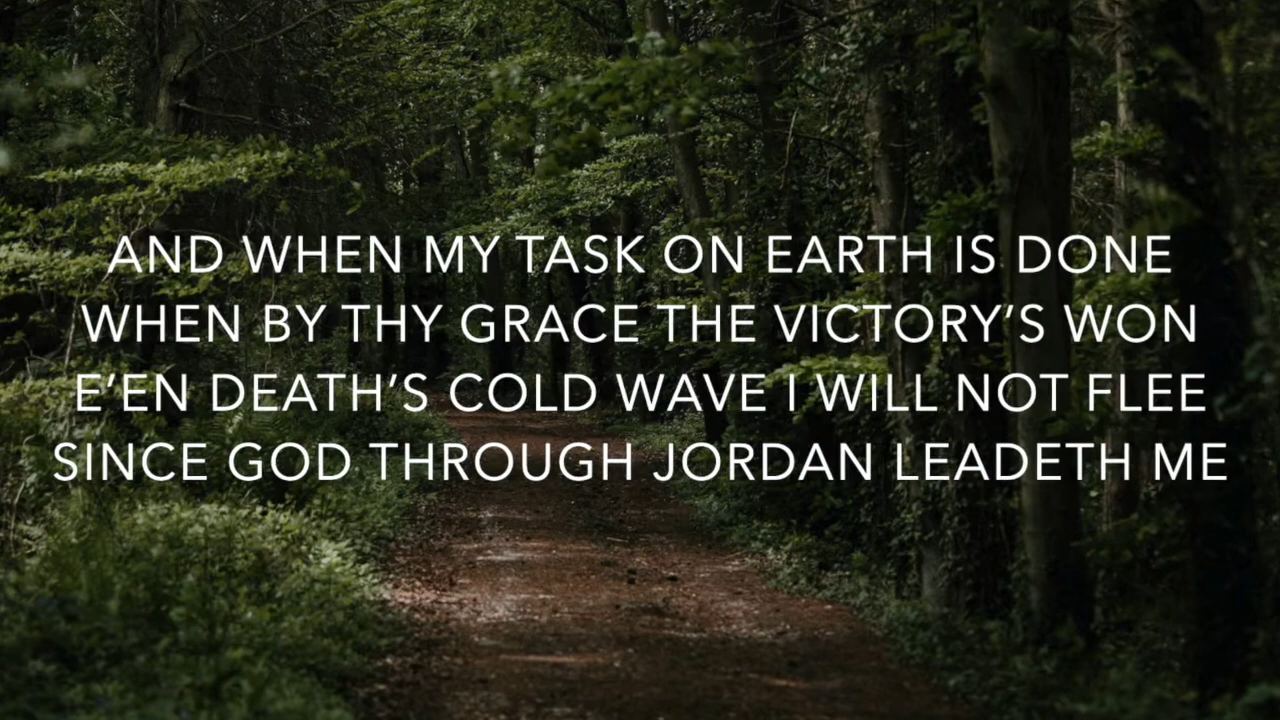 AND WHEN MY TASK ON EARTH IS DONE
WHEN BY THY GRACE THE VICTORY’S WON
E’EN DEATH’S COLD WAVE I WILL NOT FLEE
SINCE GOD THROUGH JORDAN LEADETH ME